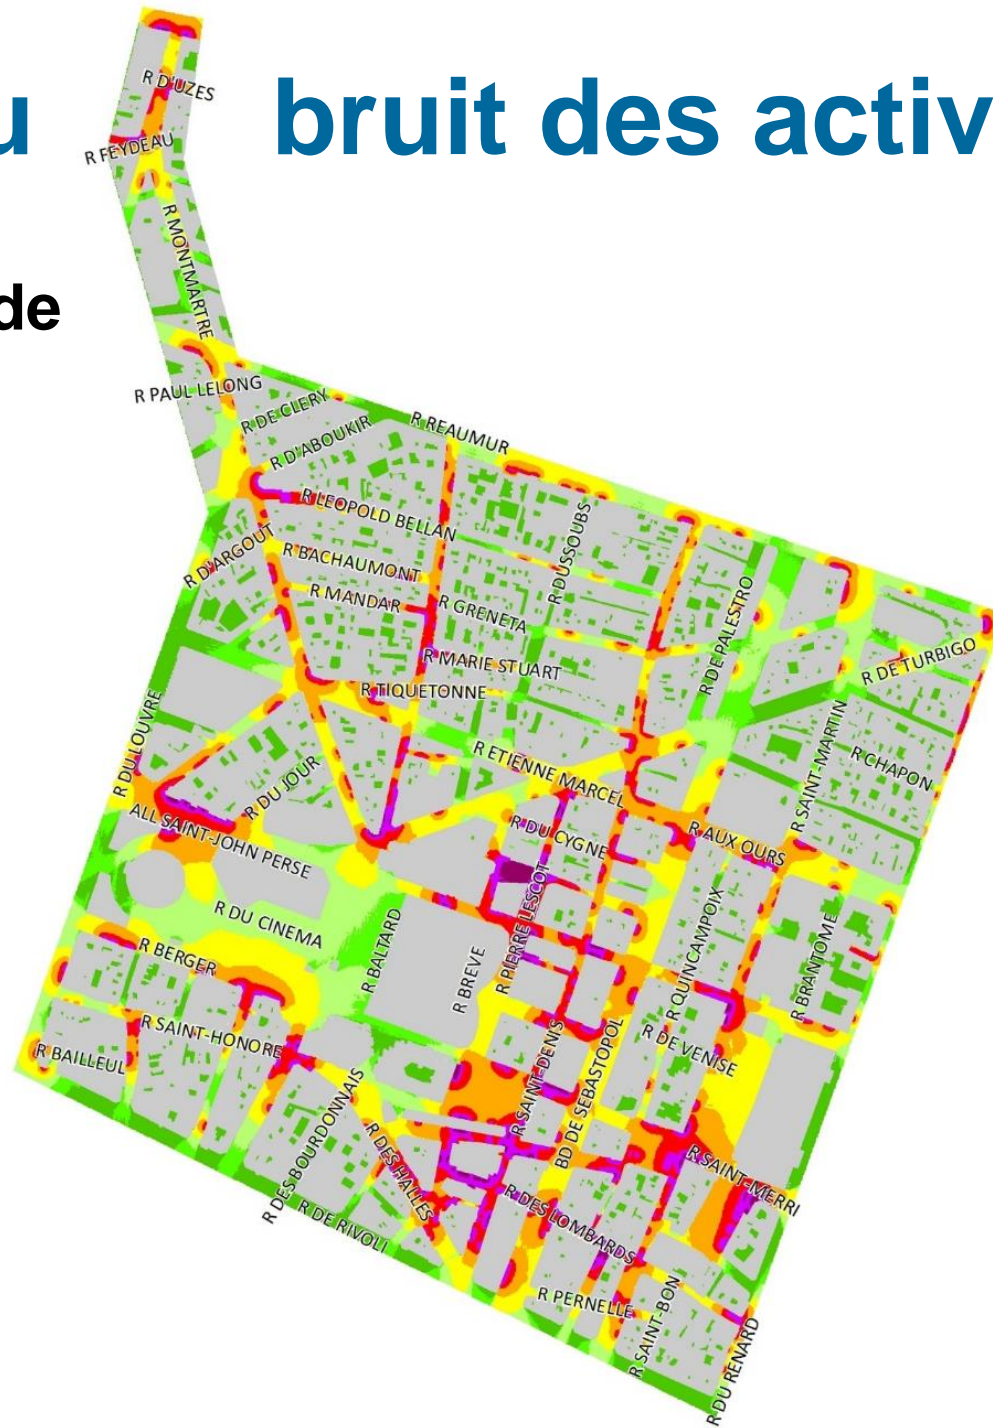 u bruit des activ
de
R D'UZES
R FEYDEAU
R MONTMARTRE
R PAUL LELONG
R DE CLERY
R REAUMUR
R D'ABOUKIR
R LEOPOLD BELLAN
R DUSSOUBS
R D'ARGOUT
R BACHAUMONT
R MANDAR
R GRENETA
R DE PALESTRO
R MARIE STUART
R DE TURBIGO
R TIQUETONNE
R DU LOUVRE
R ETIENNE MARCEL
R SAINT-MARTIN
R CHAPON
R DU JOUR
ALL SAINT-JOHN PERSE
R DU CYGNE
R AUX OURS
R DU CINEMA
R BALTARD
R PIERRE LESCOT
R QUINCAMPOIX
R BRANTOME
R BERGER
R BREVE
R SAINT-HONORE
R DE VENISE
R BAILLEUL
R SAINT-DENIS
BD DE SEBASTOPOL
R DES BOURDONNAIS
R DES HALLES
R SAINT-MERRI
R DES LOMBARDS
R DE RIVOLI
R PERNELLE
R SAINT-BON
R DU RENARD